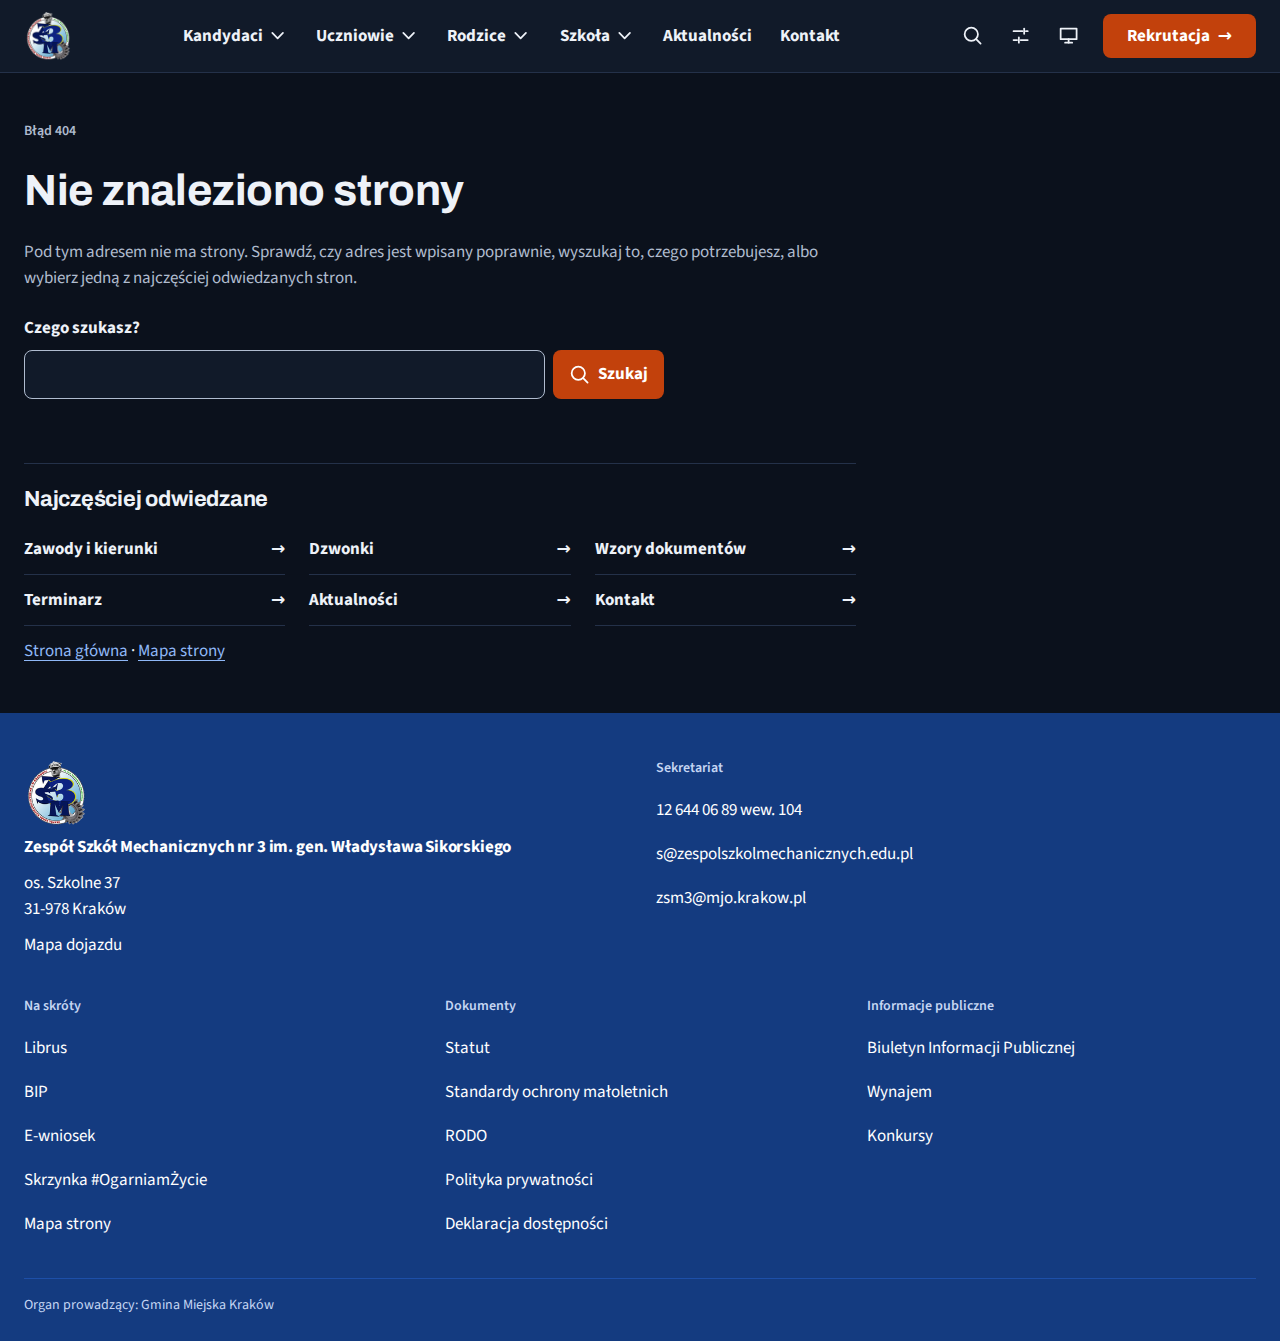 Kandydaci
Uczniowie
Rodzice
Szkoła
Aktualności
Kontakt
Rekrutacja →
Błąd 404
Nie znaleziono strony
Pod tym adresem nie ma strony. Sprawdź, czy adres jest wpisany poprawnie, wyszukaj to, czego potrzebujesz, albo
wybierz jedną z najczęściej odwiedzanych stron.
Czego szukasz?
Szukaj
Najczęściej odwiedzane
Zawody i kierunki →
Dzwonki →
Wzory dokumentów →
Terminarz →
Aktualności →
Kontakt →
Strona główna · Mapa strony
Zespół Szkół Mechanicznych nr 3 im. gen. Władysława Sikorskiego
os. Szkolne 37
31-978 Kraków
Mapa dojazdu
Sekretariat
12 644 06 89 wew. 104
s@zespolszkolmechanicznych.edu.pl
zsm3@mjo.krakow.pl
Na skróty
Librus
BIP
E-wniosek
Skrzynka #OgarniamŻycie
Mapa strony
Dokumenty
Statut
Standardy ochrony małoletnich
RODO
Polityka prywatności
Deklaracja dostępności
Informacje publiczne
Biuletyn Informacji Publicznej
Wynajem
Konkursy
Organ prowadzący: Gmina Miejska Kraków